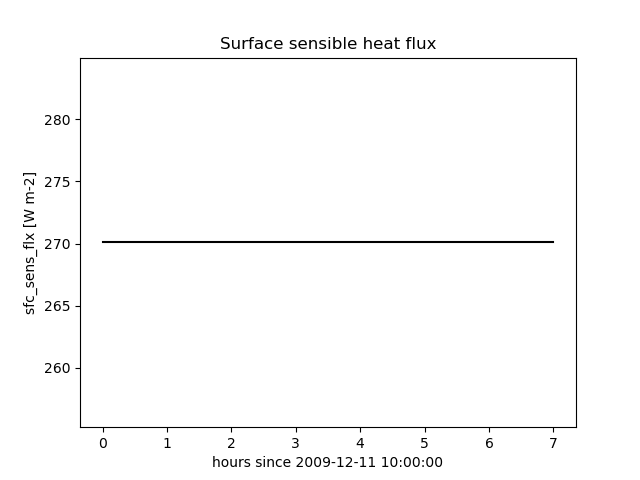 Surface sensible heat flux
sfc_sens_flx [W m-2]
280
275
270
265
260
0 1 2 3 4 5 6 7
hours since 2009-12-11 10:00:00